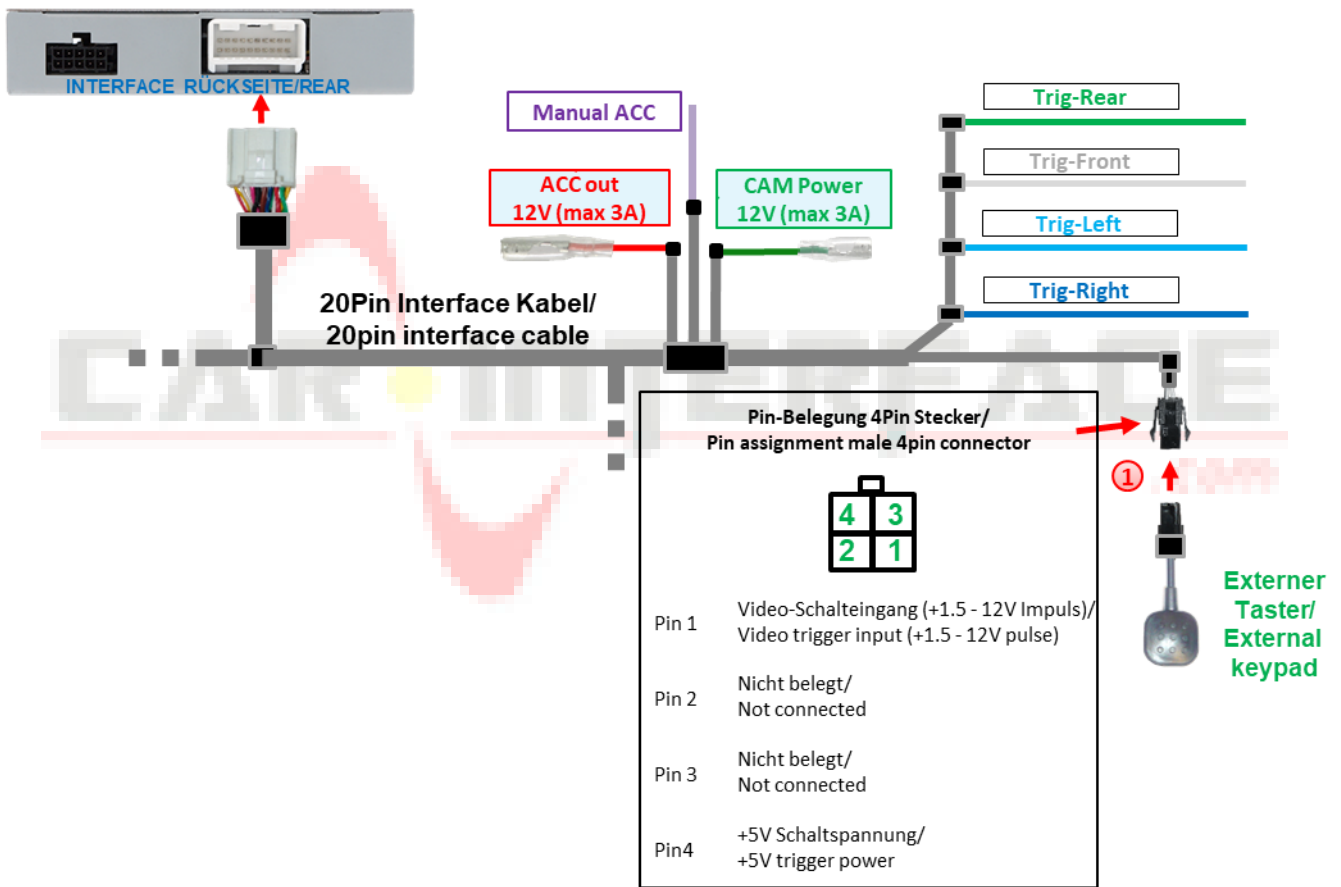 INTERFACE RÜCKSEITE/REAR
Manual ACC
ACC out
12V (max 3A)
CAM Power
12V (max 3A)
Trig-Rear
Trig-Front
Trig-Left
Trig-Right
20Pin Interface Kabel/
20pin interface cable
CAR INTERFACE
.com
Pin-Belegung 4Pin Stecker/
Pin assignment male 4pin connector
1
4 3
2 1
Pin 1
Video-Schalteingang (+1.5 - 12V Impuls)/
Video trigger input (+1.5 - 12V pulse)
Pin 2
Nicht belegt/
Not connected
Pin 3
Nicht belegt/
Not connected
Pin4
+5V Schaltspannung/
+5V trigger power
Externer
Taster/
External
keypad